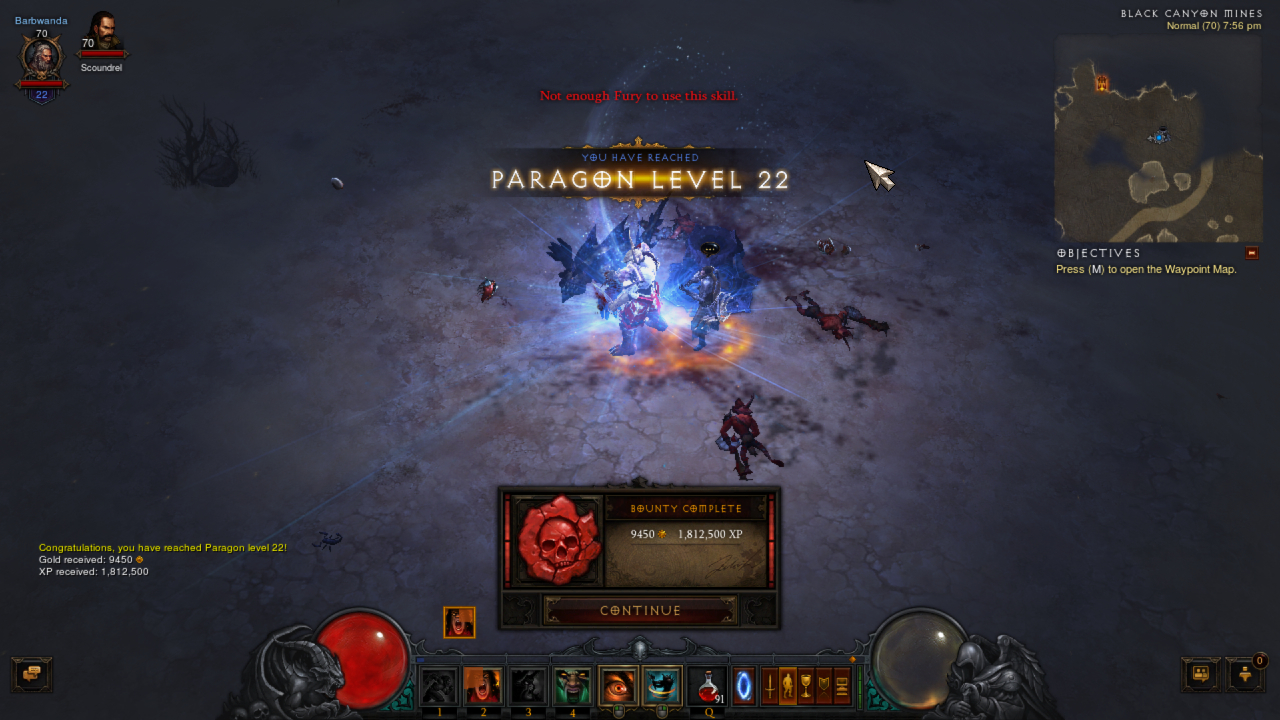 Barbwanda
70
22
70
Scoundrel
BLACK CANYON MINES
Normal (70) 7:56 pm
OBJECTIVES
Press (M) to open the Waypoint Map.
Not enough Fury to use this skill.
YOU HAVE REACHED
PARAGON LEVEL 22
BOUNTY COMPLETE
9450 1,812,500 XP
CONTINUE
Congratulations, you have reached Paragon level 22!
Gold received: 9450
XP received: 1,812,500
91
1 2 3 4 Q
0